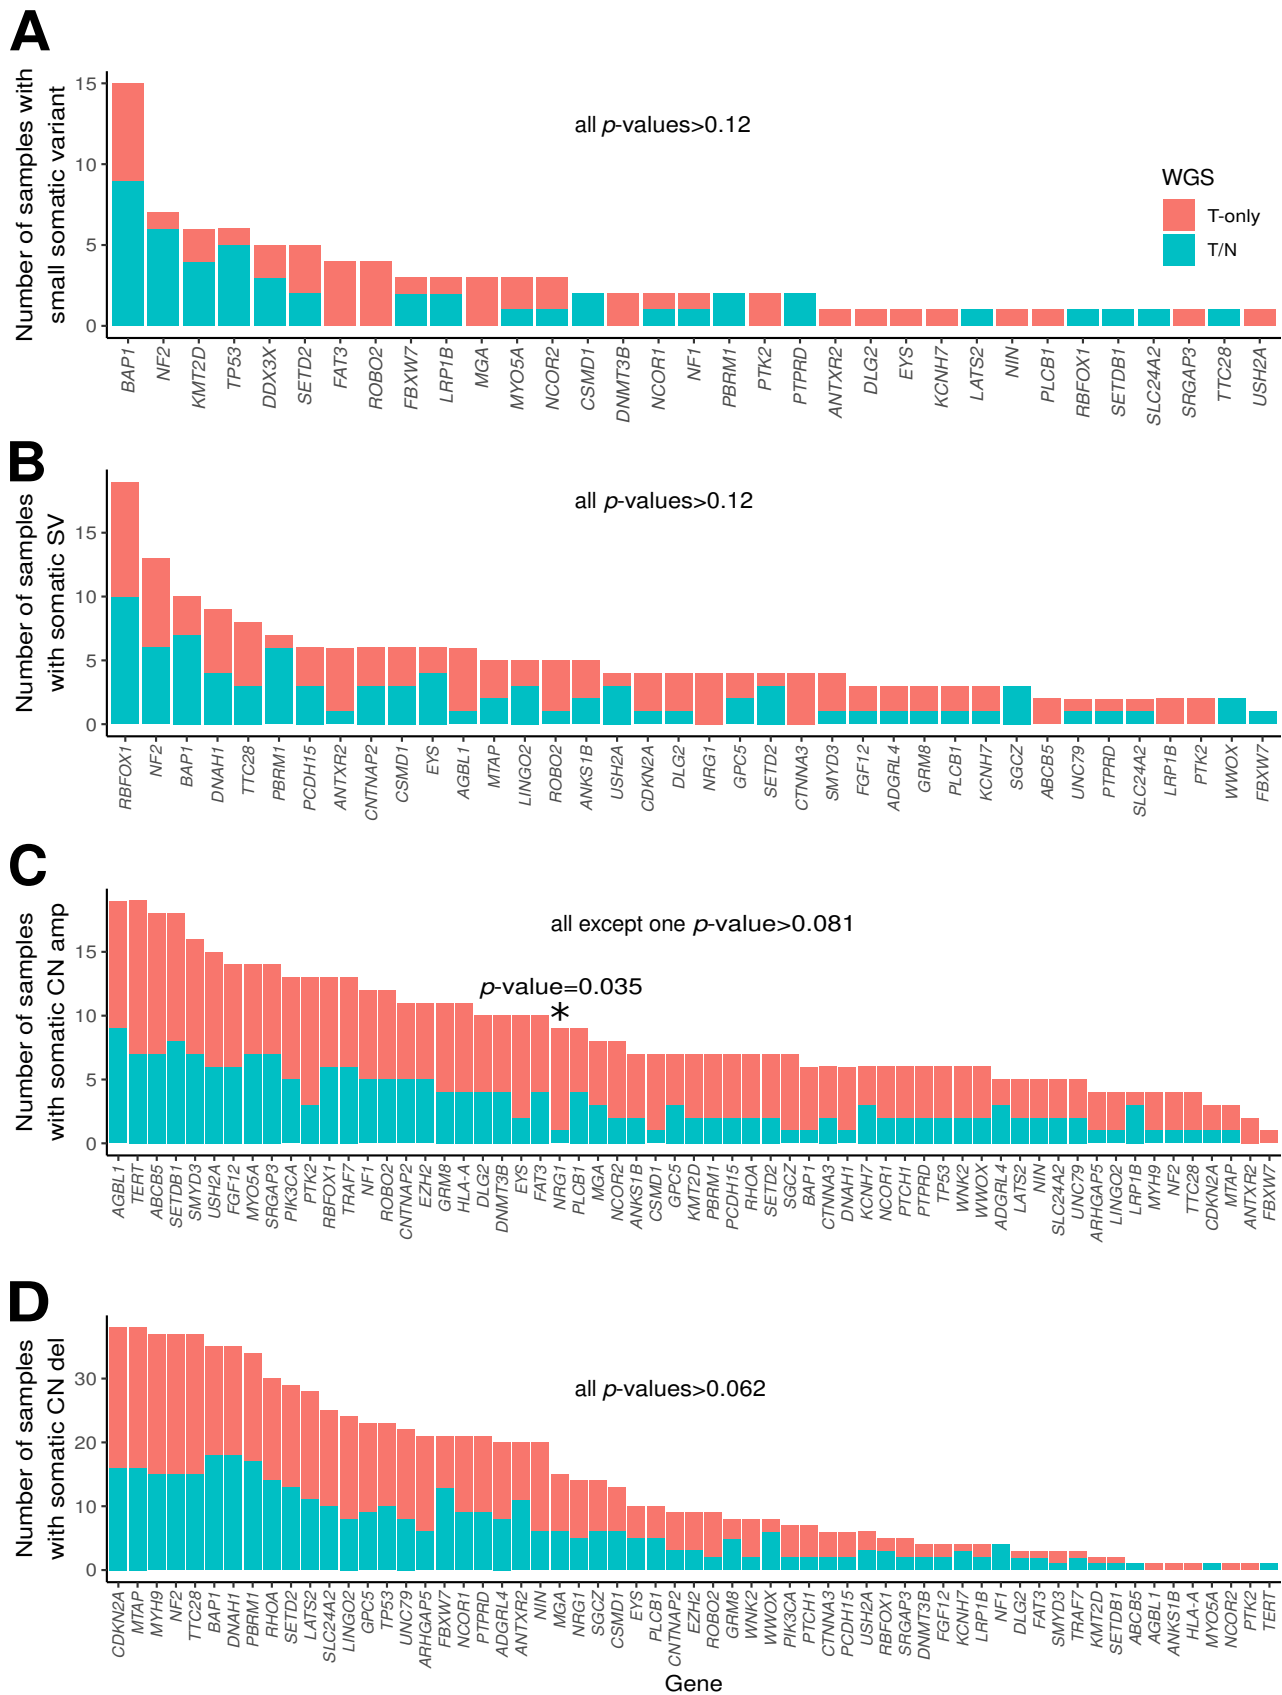 A
Number of samples with
small somatic variant
15
10
5
0
all p-values>0.12
WGS
T-only
T/N
BAP1 NF2 KMT2D TP53 DDX3X SETD2 FAT3 ROBO2 FBXW7 LRP1B MGA MYO5A NCOR2 CSMD1 DNMT3B NCOR1 NF1 PBRM1 PTK2 PTPRD ANTXR2 DLG2 EYS KCNH7 LATS2 NIN PLCB1 RBFOX1 SETDB1 SLC24A2 SRGAP3 TTC28 USH2A
B
Number of samples
with somatic SV
15
10
5
0
all p-values>0.12
RBFOX1 NF2 BAP1 DNAH1 TTC28 PBRM1 PCDH15 ANTXR2 CNTNAP2 CSMD1 EYS AGBL1 MTAP LINGO2 ROBO2 ANKS1B USH2A CDKN2A DLG2 NRG1 GPC5 SETD2 CTNNA3 SMYD3 FGF12 ADGRL4 GRM8 PLCB1 KCNH7 SGCZ ABCB5 UNC79 PTPRD SLC24A2 LRP1B PTK2 WWOX FBXW7
C
Number of samples
with somatic CN amp
15
10
5
0
all except one p-value>0.081
p-value=0.035
*
AGBL1 TERT ABCB5 SETDB1 SMYD3 USH2A FGF12 MYO5A SRGAP3 PIK3CA PTK2 RBFOX1 TRAF7 NF1 ROBO2 CNTNAP2 EZH2 GRM8 HLA-A DLG2 DNMT3B EYS FAT3 NRG1 PLCB1 MGA NCOR2 ANKS1B CSMD1 GPC5 KMT2D PBRM1 PCDH15 RHOA SETD2 SGCZ BAP1 CTNNA3 DNAH1 KCNH7 NCOR1 PTCH1 PTPRD TP53 WNK2 WWOX ADGRL4 LATS2 NIN SLC24A2 UNC79 ARHGAP5 LINGO2 LRP1B MYH9 NF2 TTC28 CDKN2A MTAP ANTXR2 FBXW7
D
Number of samples
with somatic CN del
30
20
10
0
all p-values>0.062
CDKN2A MTAP MYH9 NF2 TTC28 BAP1 DNAH1 PBRM1 RHOA SETD2 LATS2 SLC24A2 LINGO2 GPC5 TP53 UNC79 ARHGAP5 FBXW7 NCOR1 PTPRD ADGRL4 ANTXR2 NIN MGA NRG1 SGCZ CSMD1 EYS PLCB1 CNTNAP2 EZH2 ROBO2 GRM8 WNK2 WWOX PIK3CA PTCH1 CTNNA3 PCDH15 USH2A RBFOX1 SRGAP3 DNMT3B FGF12 KCNH7 LRP1B NF1 DLG2 FAT3 SMYD3 TRAF7 KMT2D SETDB1 ABCB5 AGBL1 ANKS1B HLA-A MYO5A NCOR2 PTK2 TERT
Gene